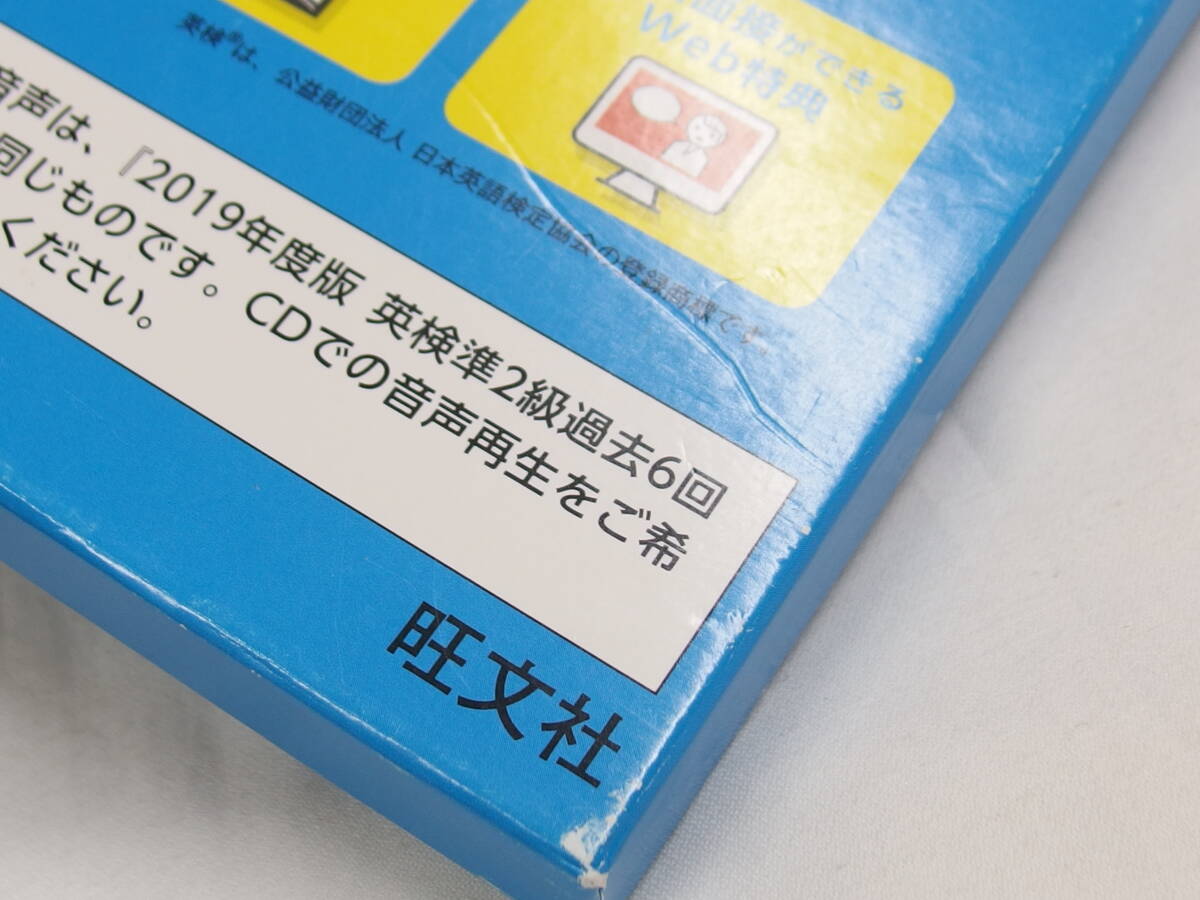 面接ができる
Web特典
英検®は、公益財団法人 日本英語検定協会の登録商標です。
音声は、『2019年度版 英検準2級過去6回
同じものです。CDでの音声再生をご希
ください。
旺文社